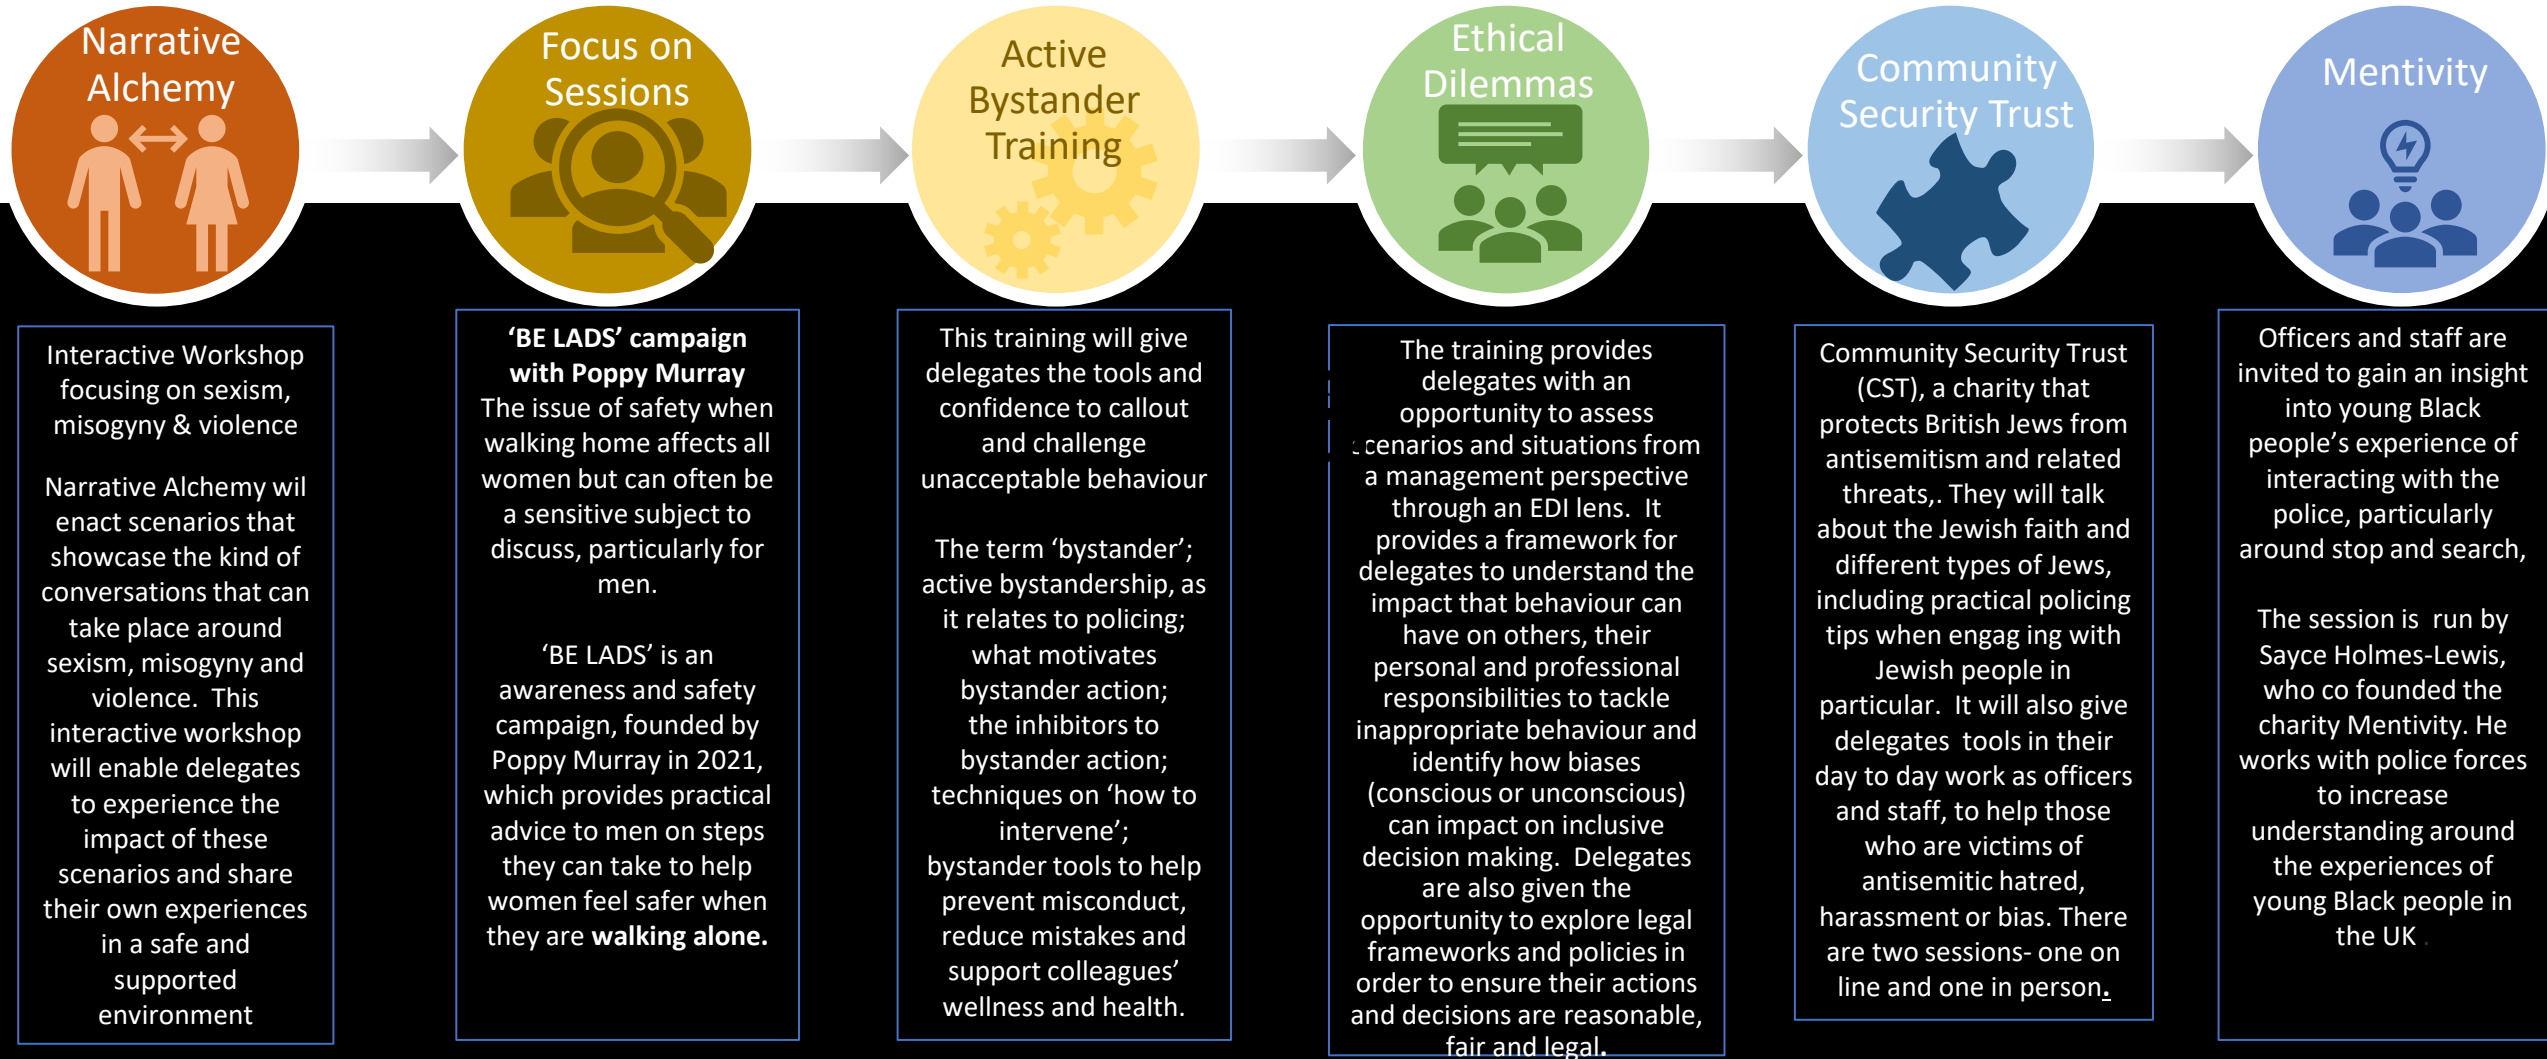 Narrative
Alchemy
Focus on
Sessions
Active
Bystander
Training
Ethical
Dilemmas
Community
Security Trust
Mentivity
Interactive Workshop
focusing on sexism,
misogyny & violence
Narrative Alchemy wil
enact scenarios that
showcase the kind of
conversations that can
take place around
sexism, misogyny and
violence. This
interactive workshop
will enable delegates
to experience the
impact of these
scenarios and share
their own experiences
in a safe and
supported
environment
‘BE LADS’ campaign
with Poppy Murray
The issue of safety when
walking home affects all
women but can often be
a sensitive subject to
discuss, particularly for
men.
‘BE LADS’ is an
awareness and safety
campaign, founded by
Poppy Murray in 2021,
which provides practical
advice to men on steps
they can take to help
women feel safer when
they are walking alone.
This training will give
delegates the tools and
confidence to callout
and challenge
unacceptable behaviour
The term ‘bystander’;
active bystandership, as
it relates to policing;
what motivates
bystander action;
the inhibitors to
bystander action;
techniques on ‘how to
intervene’;
bystander tools to help
prevent misconduct,
reduce mistakes and
support colleagues’
wellness and health.
The training provides
delegates with an
opportunity to assess
scenarios and situations from
a management perspective
through an EDI lens. It
provides a framework for
delegates to understand the
impact that behaviour can
have on others, their
personal and professional
responsibilities to tackle
inappropriate behaviour and
identify how biases
(conscious or unconscious)
can impact on inclusive
decision making. Delegates
are also given the
opportunity to explore legal
frameworks and policies in
order to ensure their actions
and decisions are reasonable,
fair and legal.
Community Security Trust
(CST), a charity that
protects British Jews from
antisemitism and related
threats,. They will talk
about the Jewish faith and
different types of Jews,
including practical policing
tips when engag ing with
Jewish people in
particular. It will also give
delegates tools in their
day to day work as officers
and staff, to help those
who are victims of
antisemitic hatred,
harassment or bias. There
are two sessions- one on
line and one in person.
Officers and staff are
invited to gain an insight
into young Black
people’s experience of
interacting with the
police, particularly
around stop and search,
The session is run by
Sayce Holmes-Lewis,
who co founded the
charity Mentivity. He
works with police forces
to increase
understanding around
the experiences of
young Black people in
the UK .